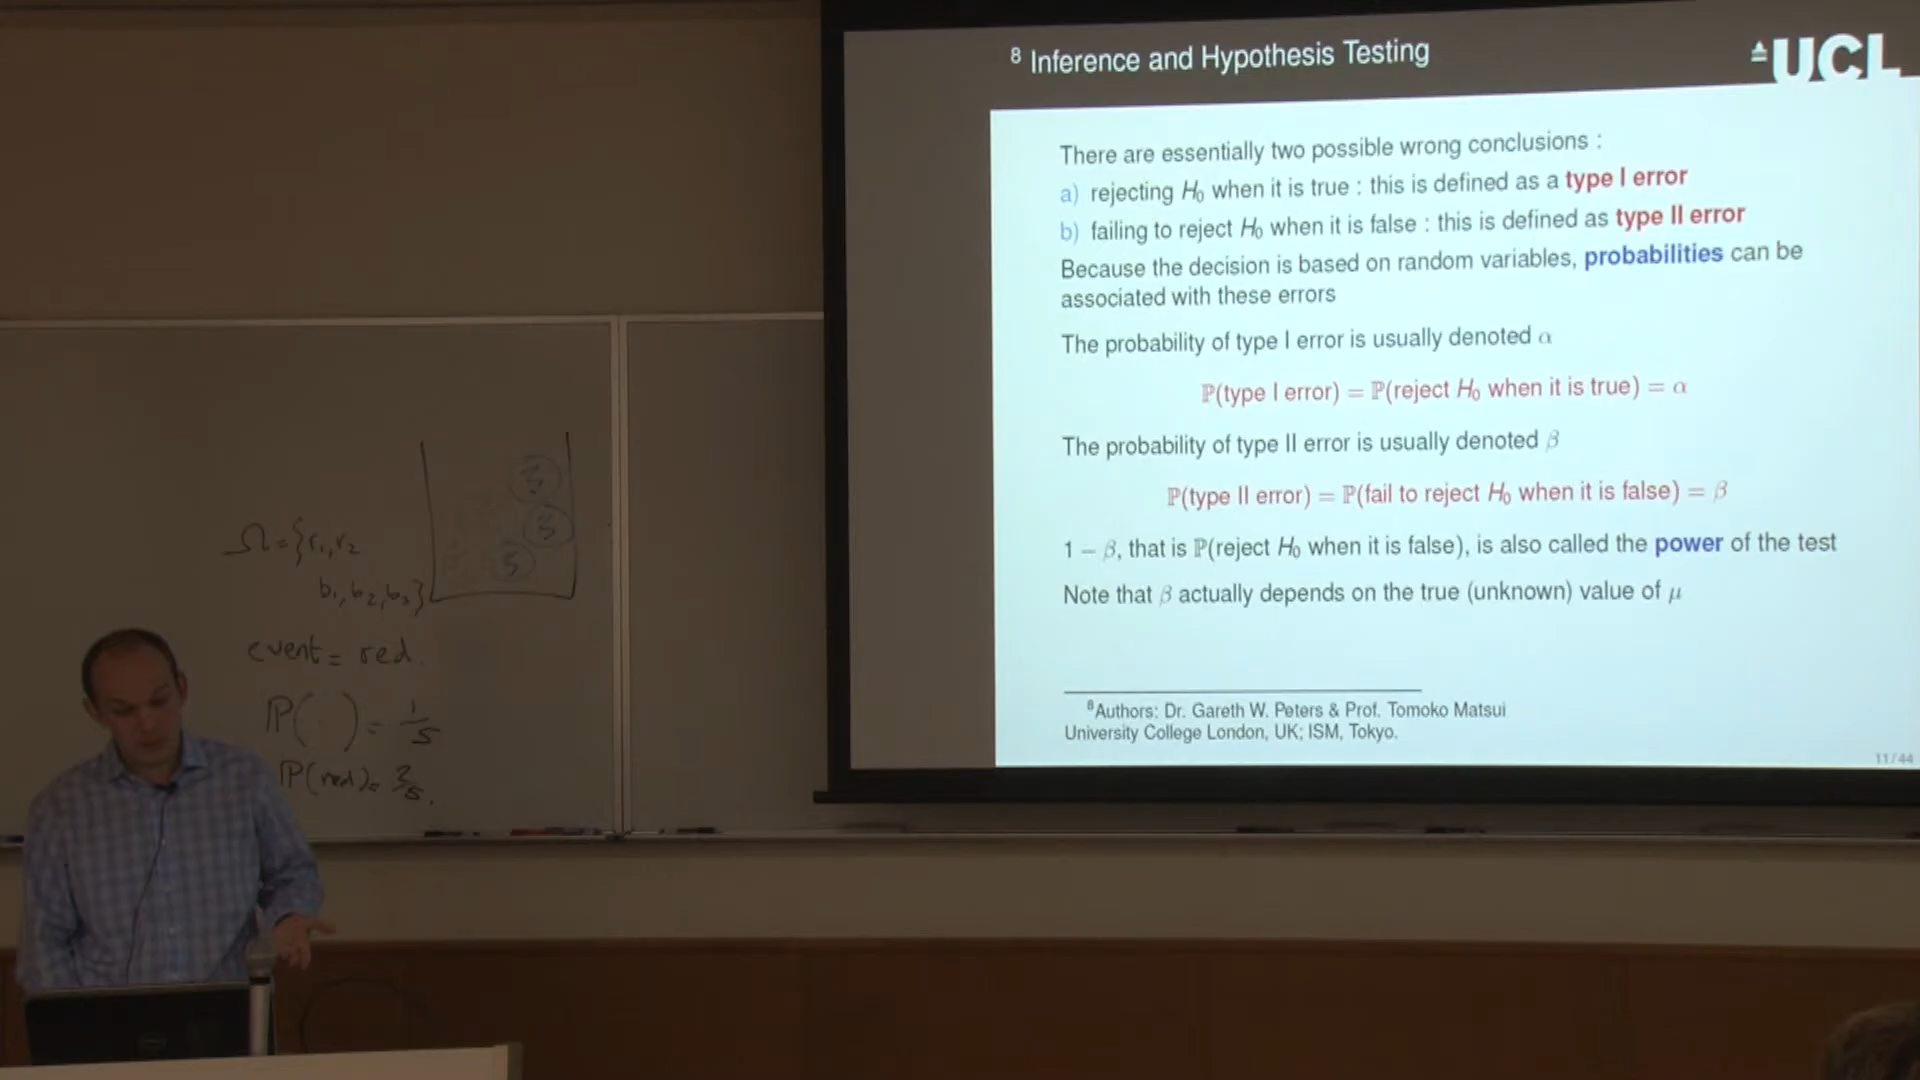 Ω={r₁,r₂
b₁,b₂,b₃}
event = red.
ℙ( ) = 1/5
ℙ(red)= 2/5.
3
3
3
⁸ Inference and Hypothesis Testing
UCL
There are essentially two possible wrong conclusions :
a) rejecting H₀ when it is true : this is defined as a type I error
b) failing to reject H₀ when it is false : this is defined as type II error
Because the decision is based on random variables, probabilities can be
associated with these errors
The probability of type I error is usually denoted α
ℙ(type I error) = ℙ(reject H₀ when it is true) = α
The probability of type II error is usually denoted β
ℙ(type II error) = ℙ(fail to reject H₀ when it is false) = β
1 − β, that is ℙ(reject H₀ when it is false), is also called the power of the test
Note that β actually depends on the true (unknown) value of μ
⁸Authors: Dr. Gareth W. Peters & Prof. Tomoko Matsui
University College London, UK; ISM, Tokyo.
11/44